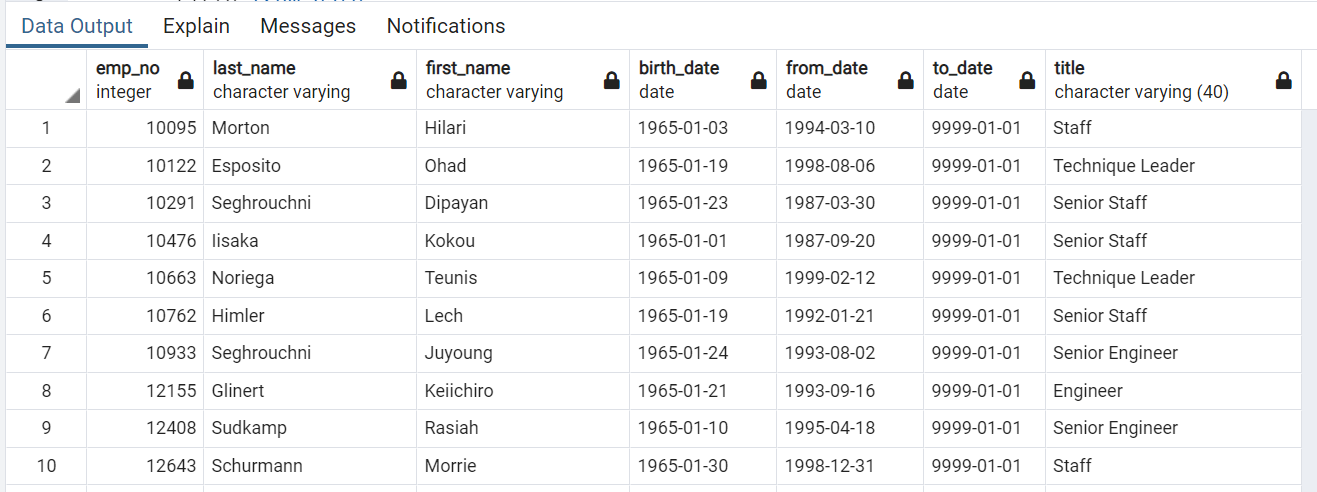 Data Output Explain Messages Notifications
emp_no last_name first_name birth_date from_date to_date title
integer character varying character varying date date date character varying (40)
1 10095 Morton Hilari 1965-01-03 1994-03-10 9999-01-01 Staff
2 10122 Esposito Ohad 1965-01-19 1998-08-06 9999-01-01 Technique Leader
3 10291 Seghrouchni Dipayan 1965-01-23 1987-03-30 9999-01-01 Senior Staff
4 10476 Iisaka Kokou 1965-01-01 1987-09-20 9999-01-01 Senior Staff
5 10663 Noriega Teunis 1965-01-09 1999-02-12 9999-01-01 Technique Leader
6 10762 Himler Lech 1965-01-19 1992-01-21 9999-01-01 Senior Staff
7 10933 Seghrouchni Juyoung 1965-01-24 1993-08-02 9999-01-01 Senior Engineer
8 12155 Glinert Keiichiro 1965-01-21 1993-09-16 9999-01-01 Engineer
9 12408 Sudkamp Rasiah 1965-01-10 1995-04-18 9999-01-01 Senior Engineer
10 12643 Schurmann Morrie 1965-01-30 1998-12-31 9999-01-01 Staff